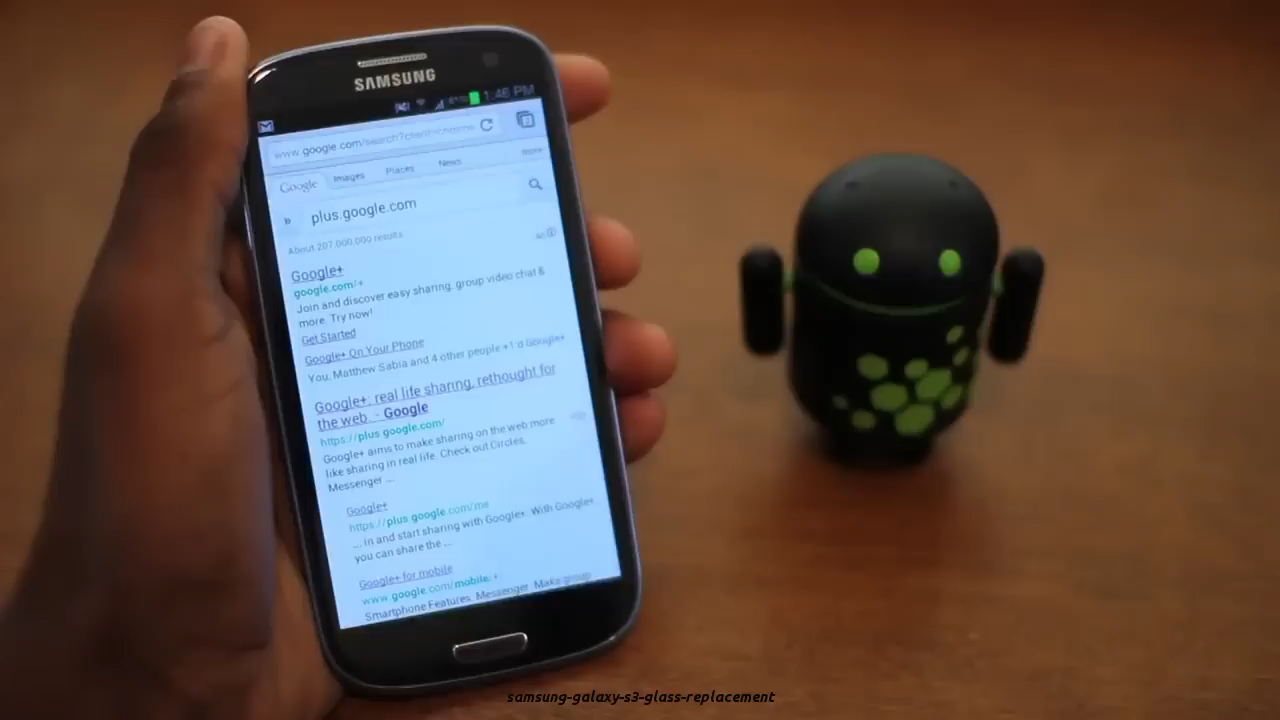 SAMSUNG
1:46 PM
www.google.com/search?client=chrome
Google Images Places News more
plus.google.com
About 207,000,000 results
Google+
google.com/+
Join and discover easy sharing, group video chat &
more. Try now!
Get Started
Google+ On Your Phone
You, Matthew Sabia and 4 other people +1'd Google+
Google+: real life sharing, rethought for
the web. - Google
https://plus.google.com/
Google+ aims to make sharing on the web more
like sharing in real life. Check out Circles,
Messenger ...
Google+
https://plus.google.com/me
... in and start sharing with Google+. With Google+
you can share the ...
Google+ for mobile
www.google.com/mobile/+
Smartphone Features. Messenger. Make group
samsung-galaxy-s3-glass-replacement